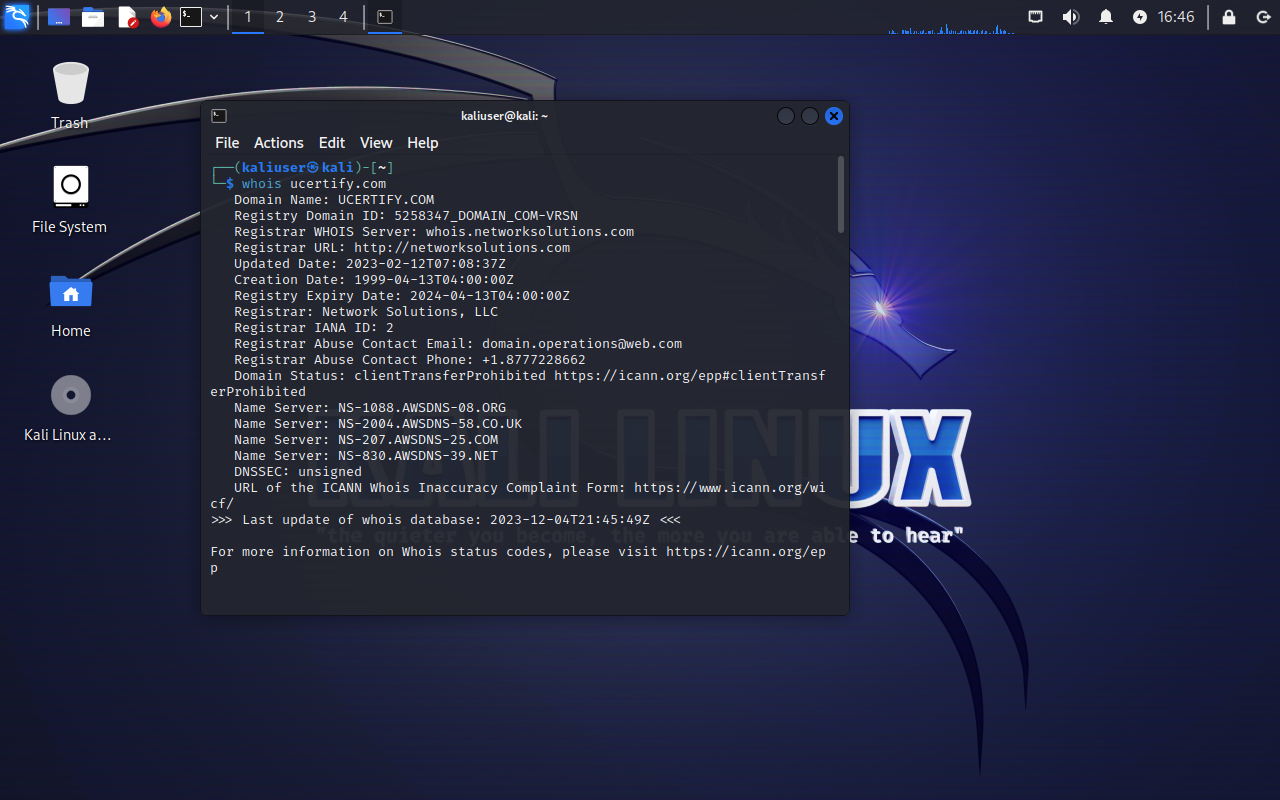 1 2 3 4
16:46
Trash
File System
Home
Kali Linux a…
kaliuser@kali: ~
File Actions Edit View Help
┌──(kaliuser㉿kali)-[~]
└─$ whois ucertify.com
Domain Name: UCERTIFY.COM
Registry Domain ID: 5258347_DOMAIN_COM-VRSN
Registrar WHOIS Server: whois.networksolutions.com
Registrar URL: http://networksolutions.com
Updated Date: 2023-02-12T07:08:37Z
Creation Date: 1999-04-13T04:00:00Z
Registry Expiry Date: 2024-04-13T04:00:00Z
Registrar: Network Solutions, LLC
Registrar IANA ID: 2
Registrar Abuse Contact Email: domain.operations@web.com
Registrar Abuse Contact Phone: +1.8777228662
Domain Status: clientTransferProhibited https://icann.org/epp#clientTransf
erProhibited
Name Server: NS-1088.AWSDNS-08.ORG
Name Server: NS-2004.AWSDNS-58.CO.UK
Name Server: NS-207.AWSDNS-25.COM
Name Server: NS-830.AWSDNS-39.NET
DNSSEC: unsigned
URL of the ICANN Whois Inaccuracy Complaint Form: https://www.icann.org/wi
cf/
>>> Last update of whois database: 2023-12-04T21:45:49Z <<<
For more information on Whois status codes, please visit https://icann.org/ep
p
KALI LINUX
"the quieter you become, the more you are able to hear"